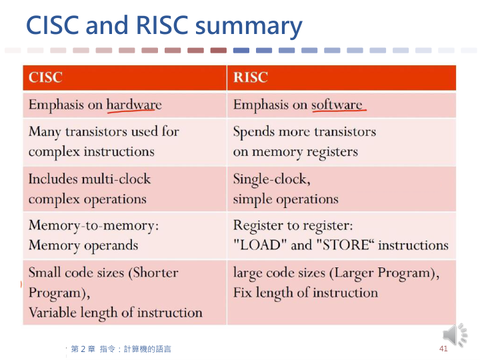 CISC and RISC summary
CISC
RISC
Emphasis on hardware
Emphasis on software
Many transistors used for
complex instructions
Spends more transistors
on memory registers
Includes multi-clock
complex operations
Single-clock,
simple operations
Memory-to-memory:
Memory operands
Register to register:
"LOAD" and "STORE“ instructions
Small code sizes (Shorter
Program),
Variable length of instruction
large code sizes (Larger Program),
Fix length of instruction
第 2 章 指令：計算機的語言
41